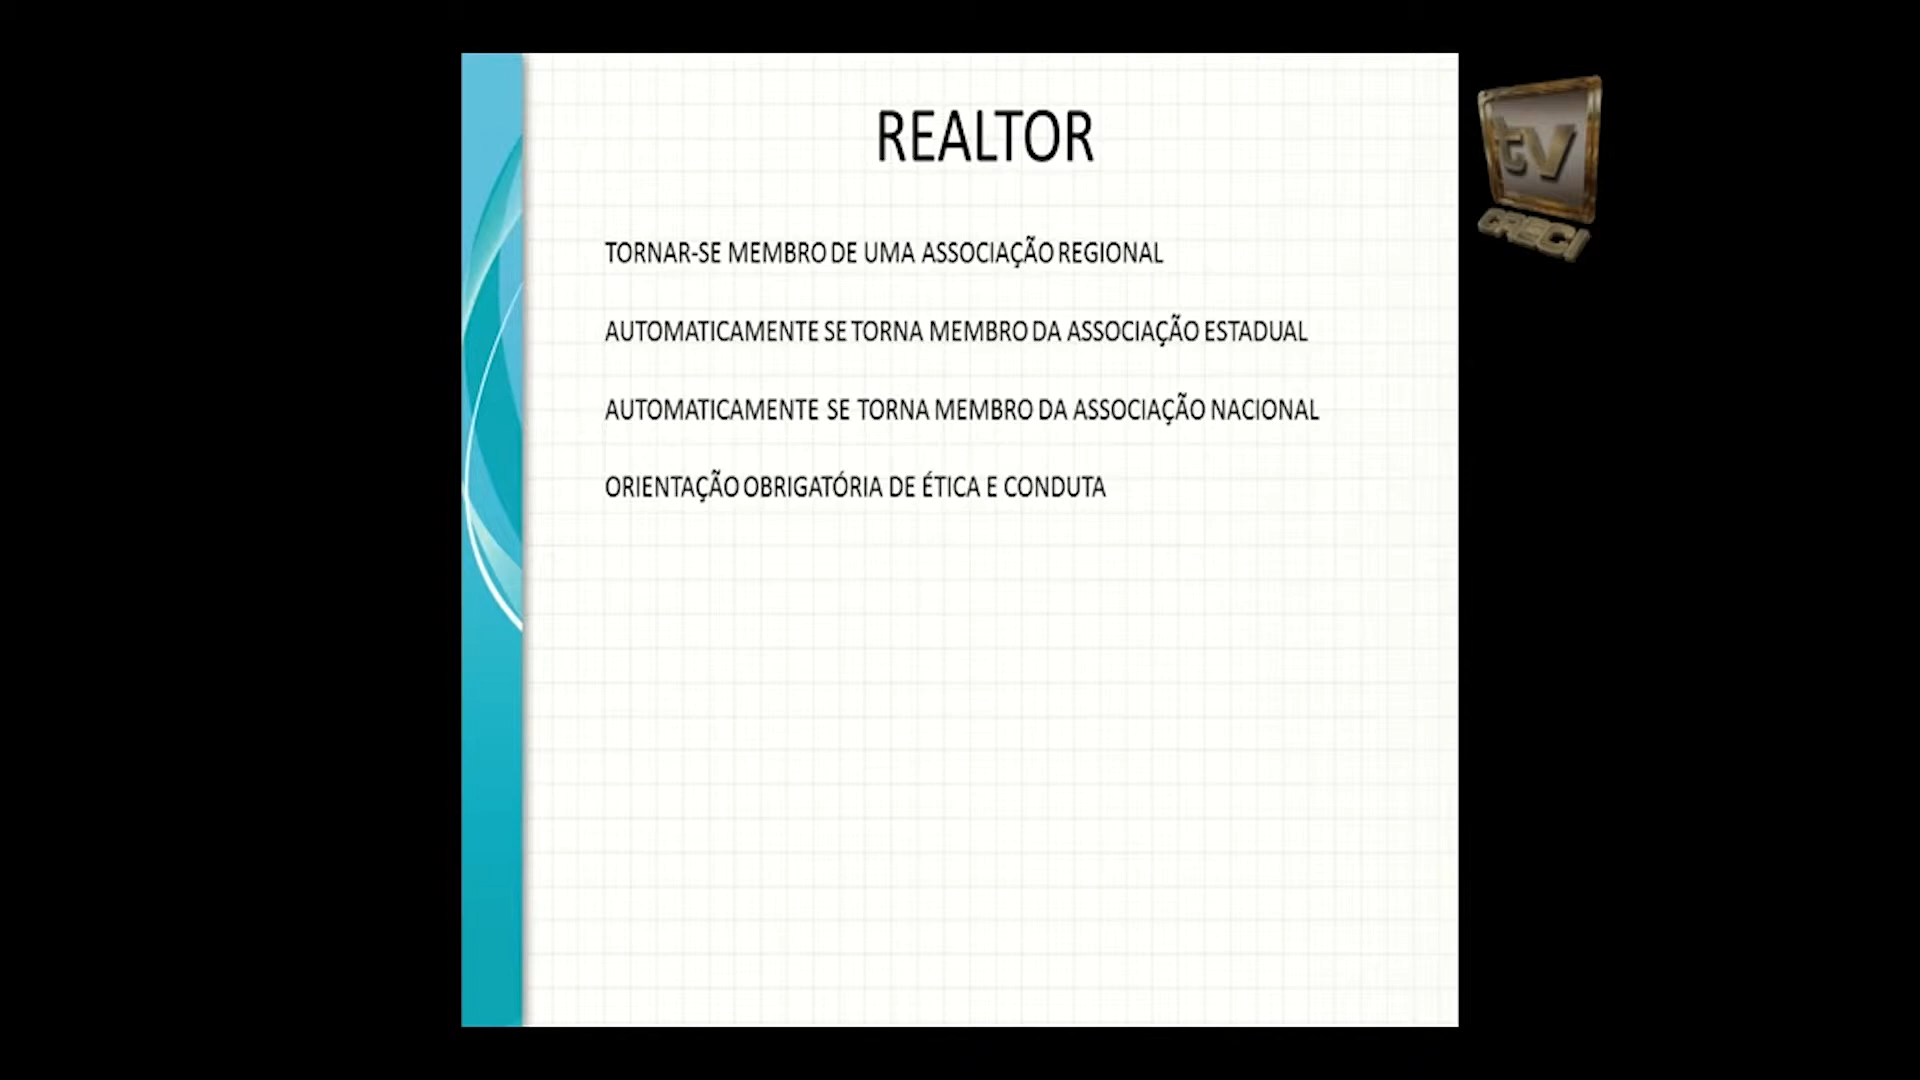 REALTOR
TORNAR-SE MEMBRO DE UMA ASSOCIAÇÃO REGIONAL
AUTOMATICAMENTE SE TORNA MEMBRO DA ASSOCIAÇÃO ESTADUAL
AUTOMATICAMENTE SE TORNA MEMBRO DA ASSOCIAÇÃO NACIONAL
ORIENTAÇÃO OBRIGATÓRIA DE ÉTICA E CONDUTA
tv
CRECI